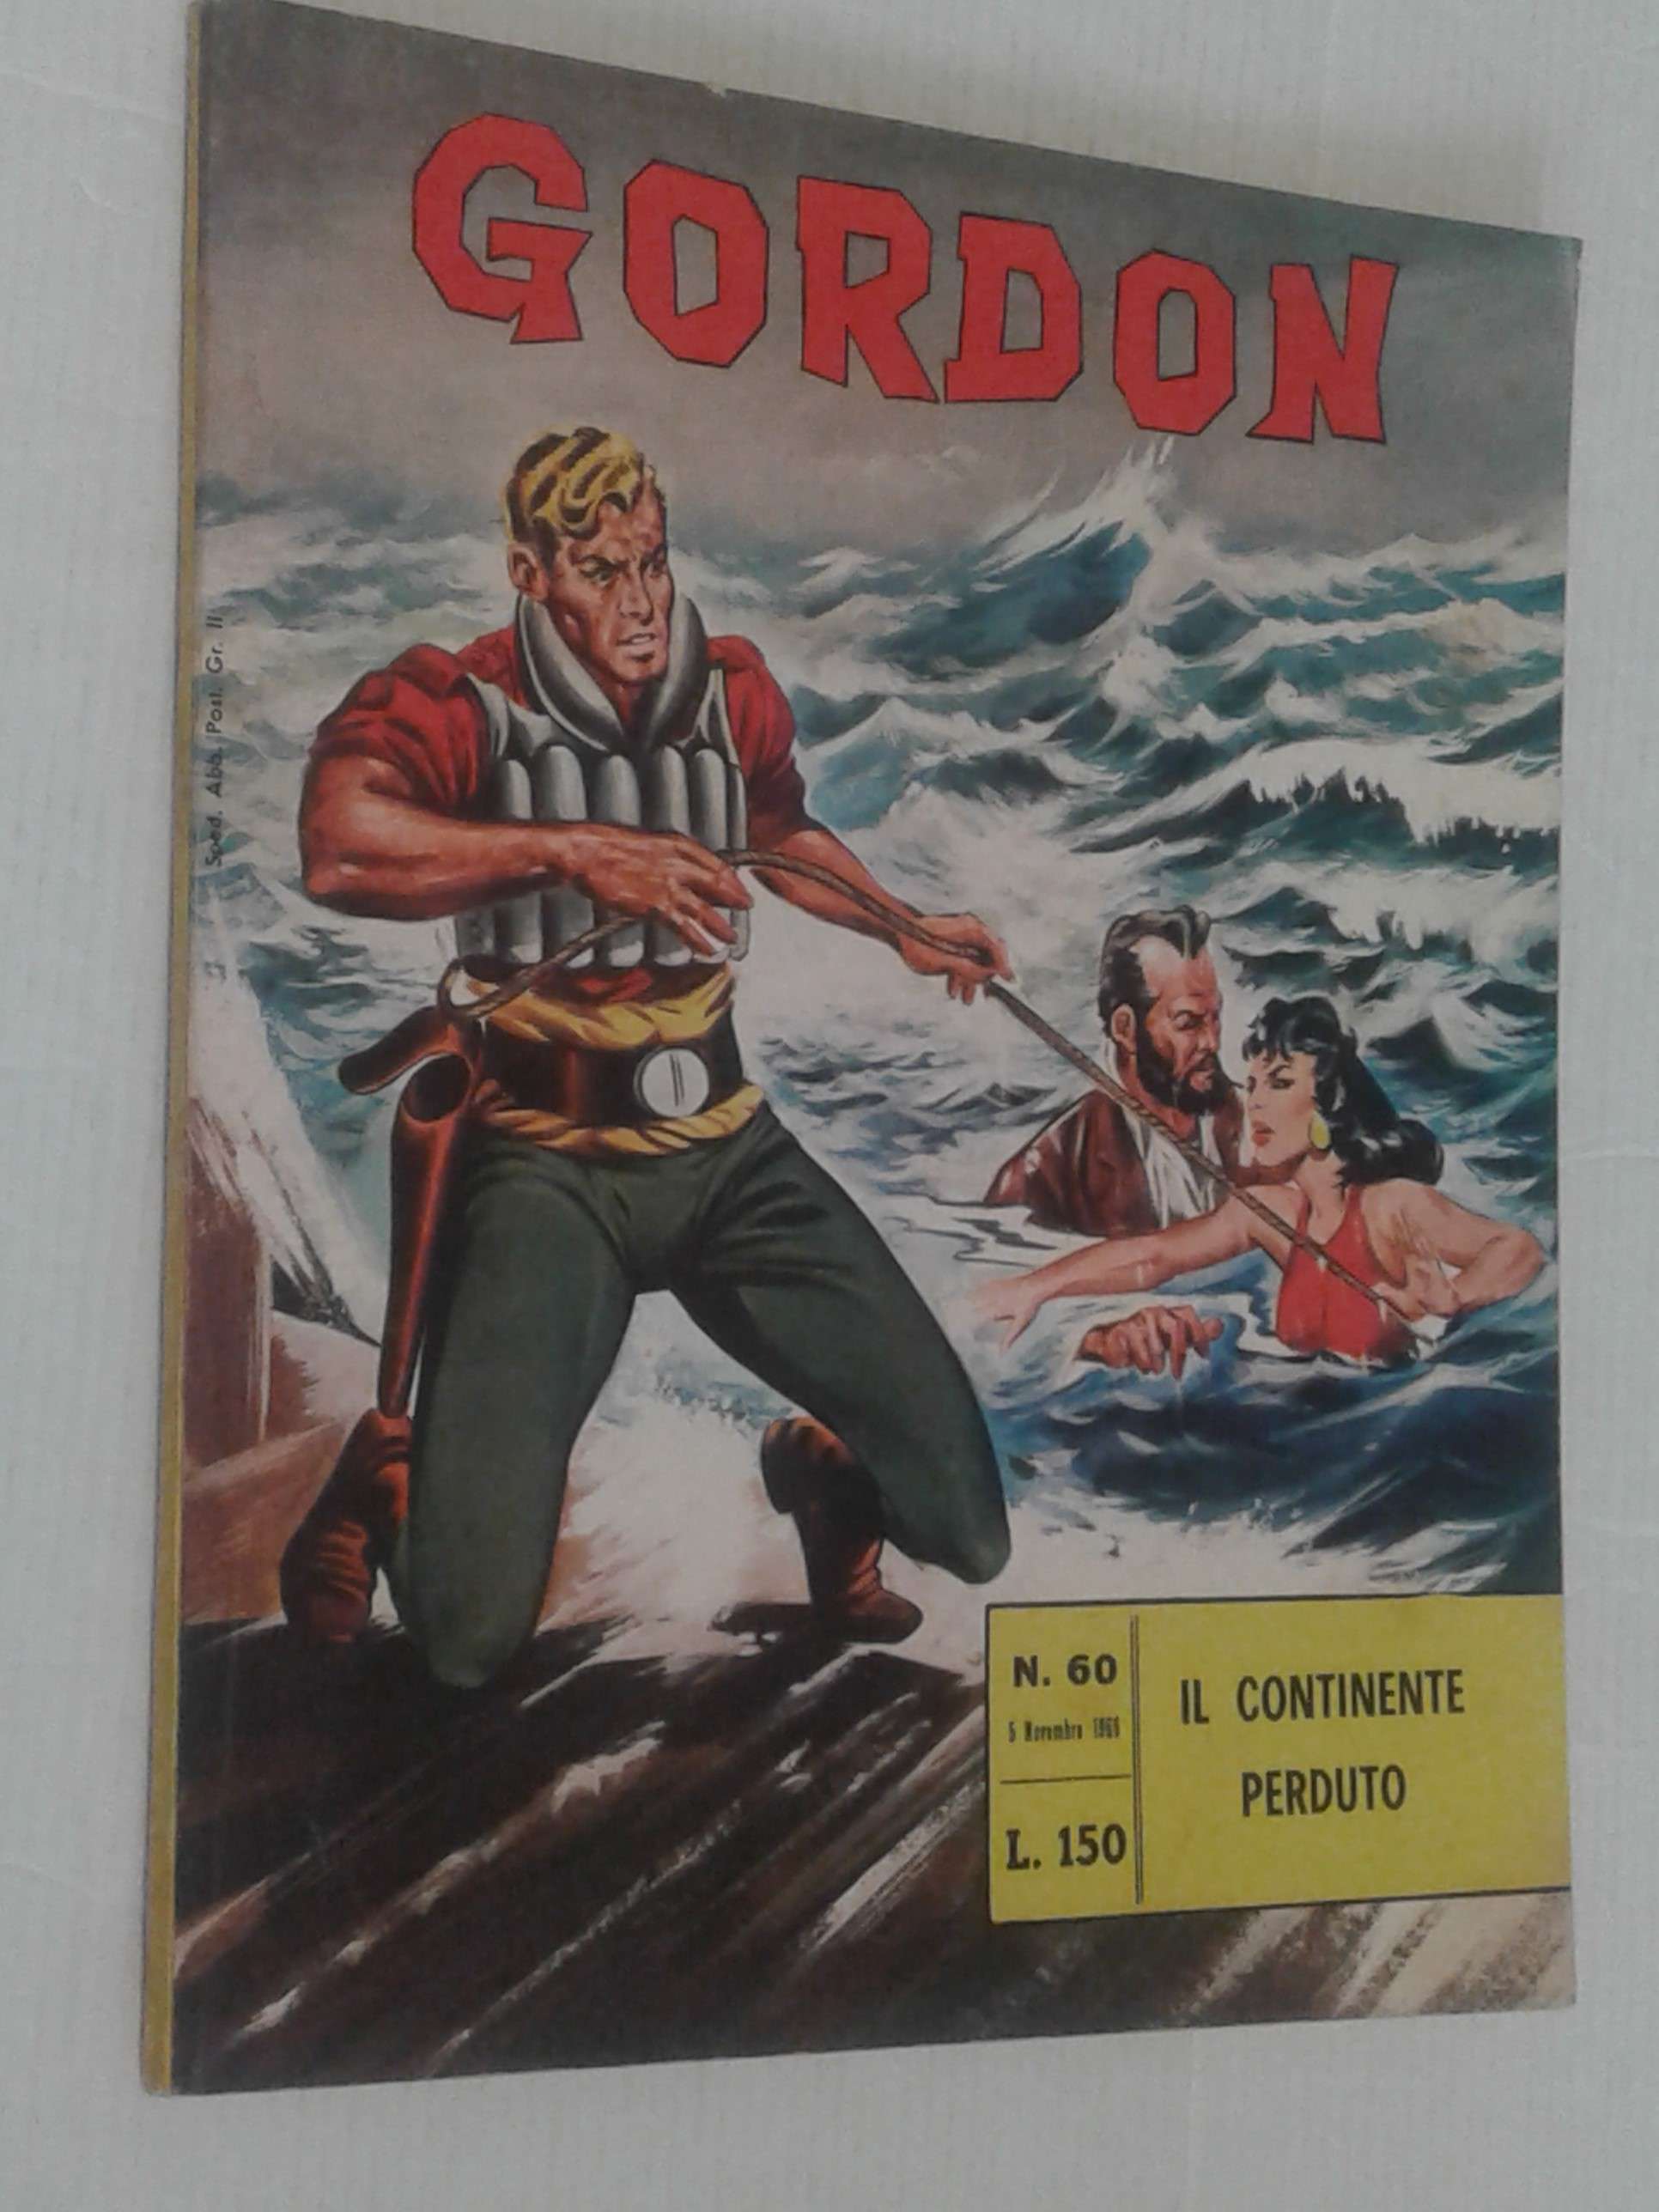 GORDON
Sped. Abb. Post. Gr. II
N. 60
5 Novembre 1966
L. 150
IL CONTINENTE
PERDUTO